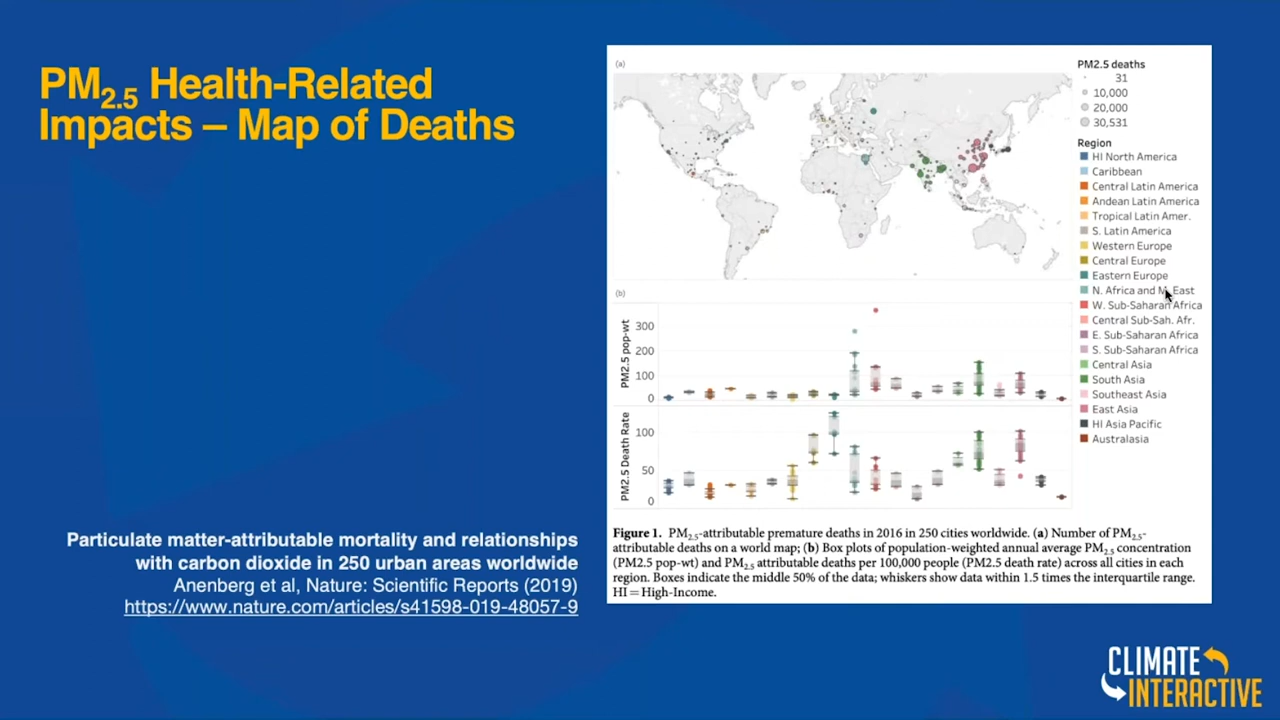 PM2.5 Health-Related
Impacts – Map of Deaths
Particulate matter-attributable mortality and relationships
with carbon dioxide in 250 urban areas worldwide
Anenberg et al, Nature: Scientific Reports (2019)
https://www.nature.com/articles/s41598-019-48057-9
(a)
PM2.5 deaths
31
10,000
20,000
30,531
Region
HI North America
Caribbean
Central Latin America
Andean Latin America
Tropical Latin Amer.
S. Latin America
Western Europe
Central Europe
Eastern Europe
N. Africa and M. East
W. Sub-Saharan Africa
Central Sub-Sah. Afr.
E. Sub-Saharan Africa
S. Sub-Saharan Africa
Central Asia
South Asia
Southeast Asia
East Asia
HI Asia Pacific
Australasia
(b)
PM2.5 pop-wt
300
200
100
0
PM2.5 Death Rate
100
50
0
Figure 1. PM2.5-attributable premature deaths in 2016 in 250 cities worldwide. (a) Number of PM2.5-
attributable deaths on a world map; (b) Box plots of population-weighted annual average PM2.5 concentration
(PM2.5 pop-wt) and PM2.5 attributable deaths per 100,000 people (PM2.5 death rate) across all cities in each
region. Boxes indicate the middle 50% of the data; whiskers show data within 1.5 times the interquartile range.
HI = High-Income.
CLIMATE
INTERACTIVE